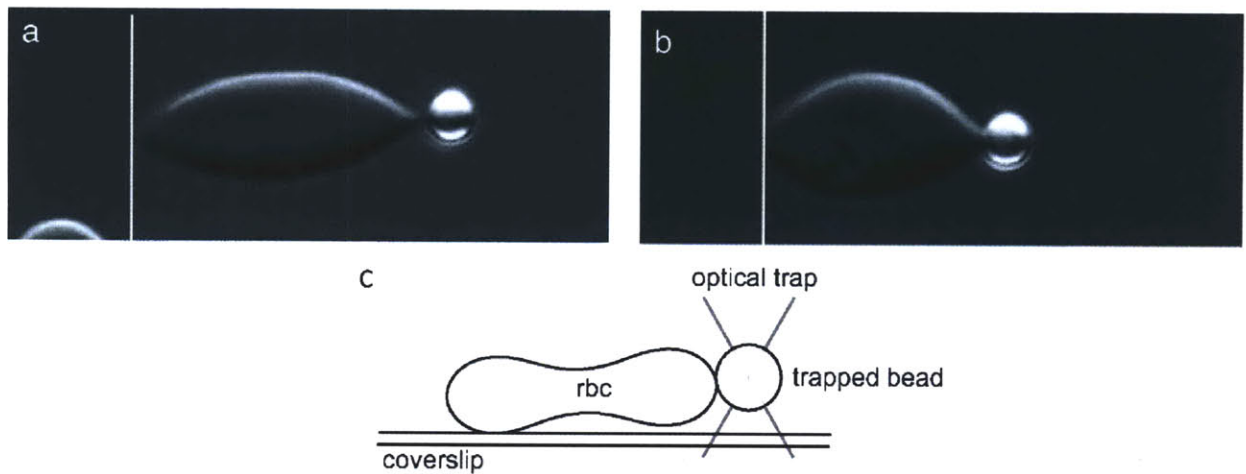 a
b
c
optical trap
rbc
trapped bead
coverslip